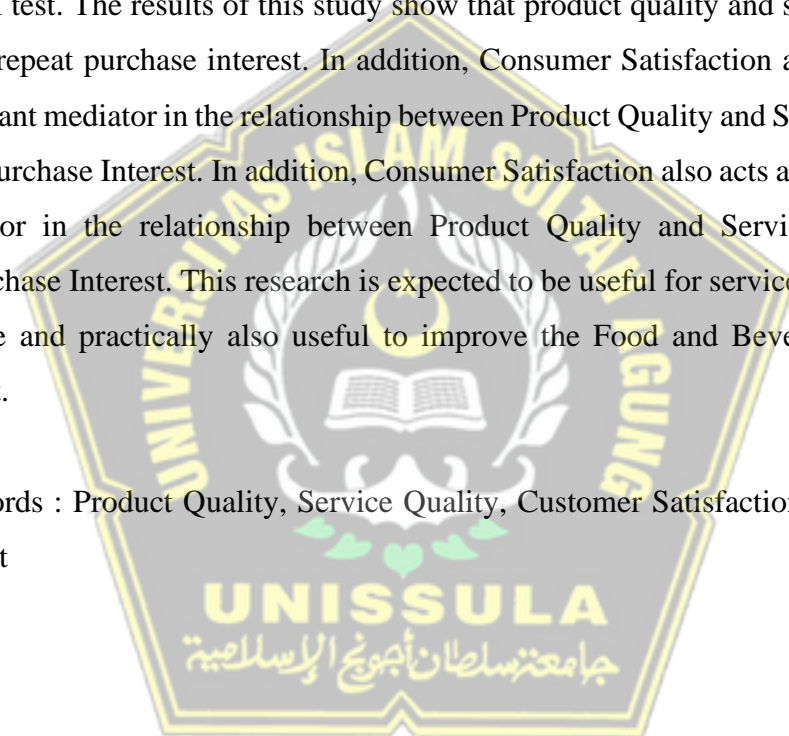 test. The results of this study show that product quality and s
repeat purchase interest. In addition, Consumer Satisfaction a
ant mediator in the relationship between Product Quality and S
urchase Interest. In addition, Consumer Satisfaction also acts a
or in the relationship between Product Quality and Servi
chase Interest. This research is expected to be useful for service
e and practically also useful to improve the Food and Beve
.
ords : Product Quality, Service Quality, Customer Satisfaction
t
UNIVERSITAS ISLAM SULTAN AGUNG
UNISSULA
جامعتسلطان أجونج الإسلامية